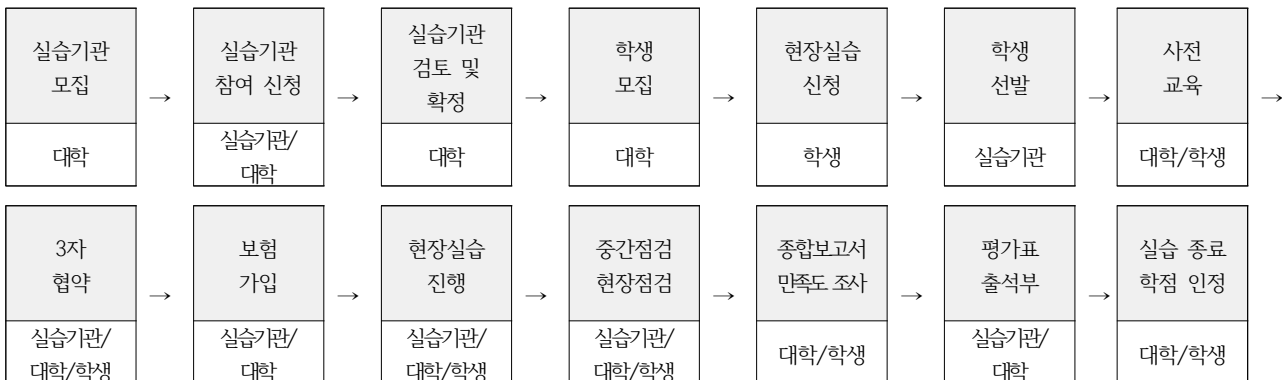 실습기관
모집
→
실습기관
참여 신청
→
실습기관
검토 및
확정
→
학생
모집
→
현장실습
신청
→
학생
선발
→
사전
교육
→
대학
실습기관/
대학
대학
대학
학생
실습기관
대학/학생
3자
협약
→
보험
가입
→
현장실습
진행
→
중간점검
현장점검
→
종합보고서
만족도 조사
→
평가표
출석부
→
실습 종료
학점 인정
실습기관/
대학/학생
실습기관/
대학
실습기관/
대학/학생
실습기관/
대학/학생
대학/학생
실습기관/
대학
대학/학생